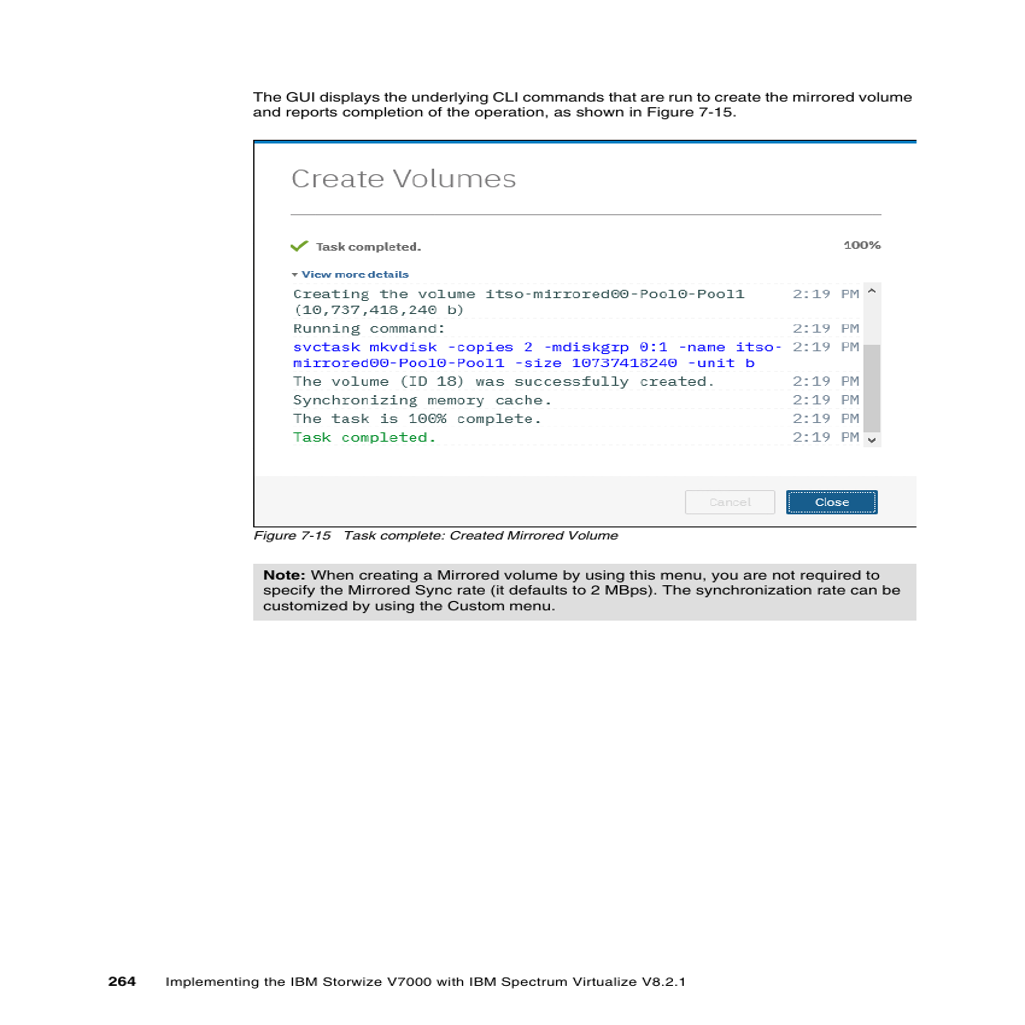 The GUI displays the underlying CLI commands that are run to create the mirrored volume
and reports completion of the operation, as shown in Figure 7-15.
Create Volumes
Task completed. 100%
View more details
Creating the volume itso-mirrored00-Pool0-Pool1 2:19 PM
(10,737,418,240 b)
Running command: 2:19 PM
svctask mkvdisk -copies 2 -mdiskgrp 0:1 -name itso- 2:19 PM
mirrored00-Pool0-Pool1 -size 10737418240 -unit b
The volume (ID 18) was successfully created. 2:19 PM
Synchronizing memory cache. 2:19 PM
The task is 100% complete. 2:19 PM
Task completed. 2:19 PM
Cancel Close
Figure 7-15 Task complete: Created Mirrored Volume
Note: When creating a Mirrored volume by using this menu, you are not required to
specify the Mirrored Sync rate (it defaults to 2 MBps). The synchronization rate can be
customized by using the Custom menu.
264 Implementing the IBM Storwize V7000 with IBM Spectrum Virtualize V8.2.1